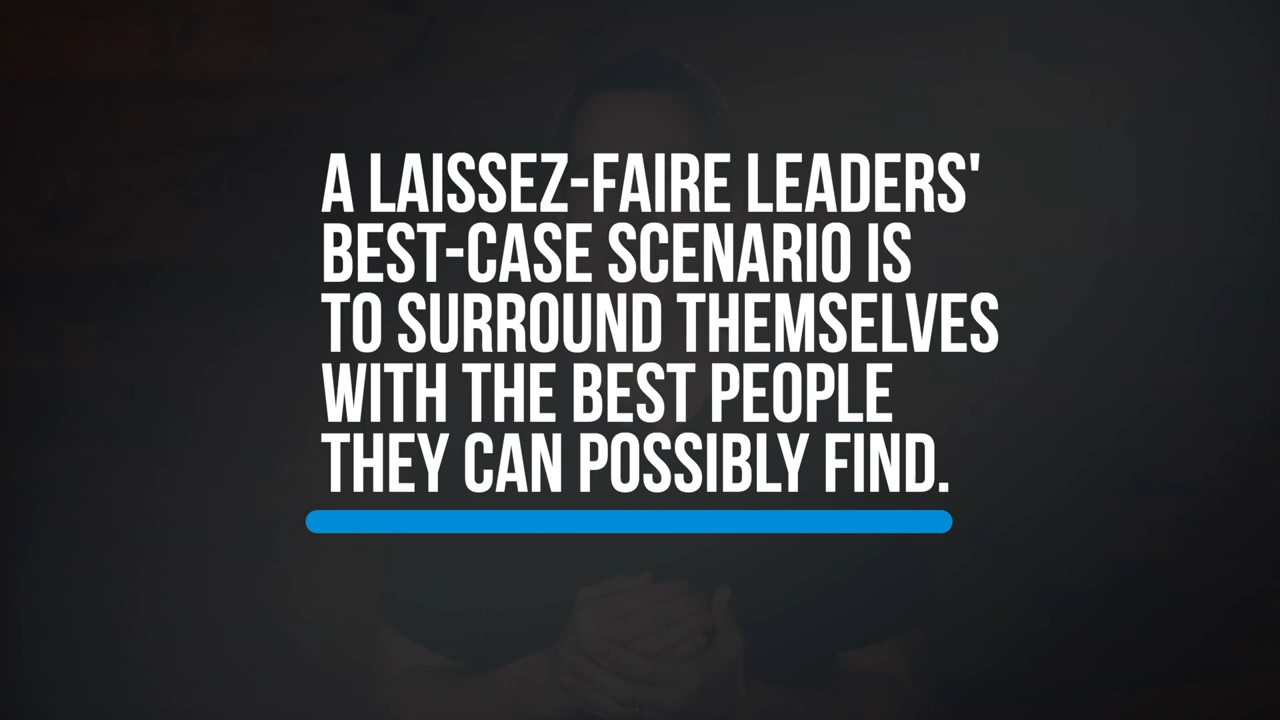 A LAISSEZ-FAIRE LEADERS'
BEST-CASE SCENARIO IS
TO SURROUND THEMSELVES
WITH THE BEST PEOPLE
THEY CAN POSSIBLY FIND.